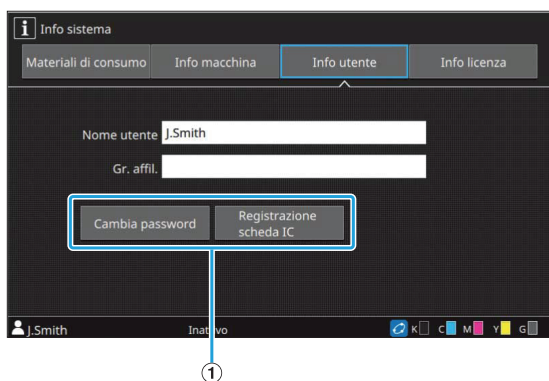 i Info sistema
Materiali di consumo Info macchina Info utente Info licenza
Nome utente J.Smith
Gr. affil.
Cambia password Registrazione
scheda IC
J.Smith Inattivo K C M Y G
1